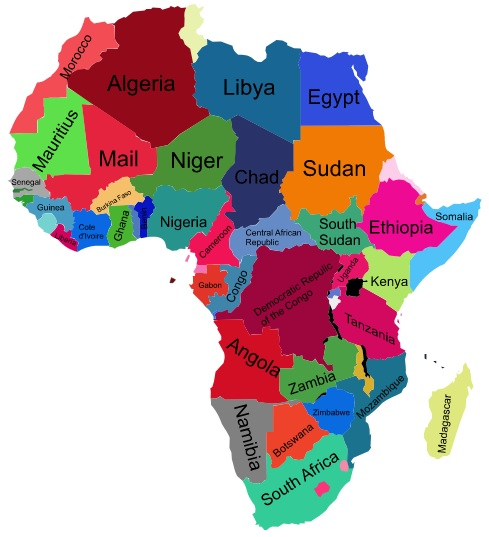 Morocco
Algeria
Libya
Egypt
Mauritius
Mail
Niger
Chad
Sudan
Senegal
Guinea
Burkina Faso
Liberia
Cote
d'Ivoire
Ghana
Nigeria
Cameroon
Central African
Republic
South
Sudan
Ethiopia
Somalia
Gabon
Congo
Democratic Republic
of the Congo
Uganda
Kenya
Tanzania
Angola
Zambia
Mozambique
Zimbabwe
Namibia
Botswana
South Africa
Madagascar